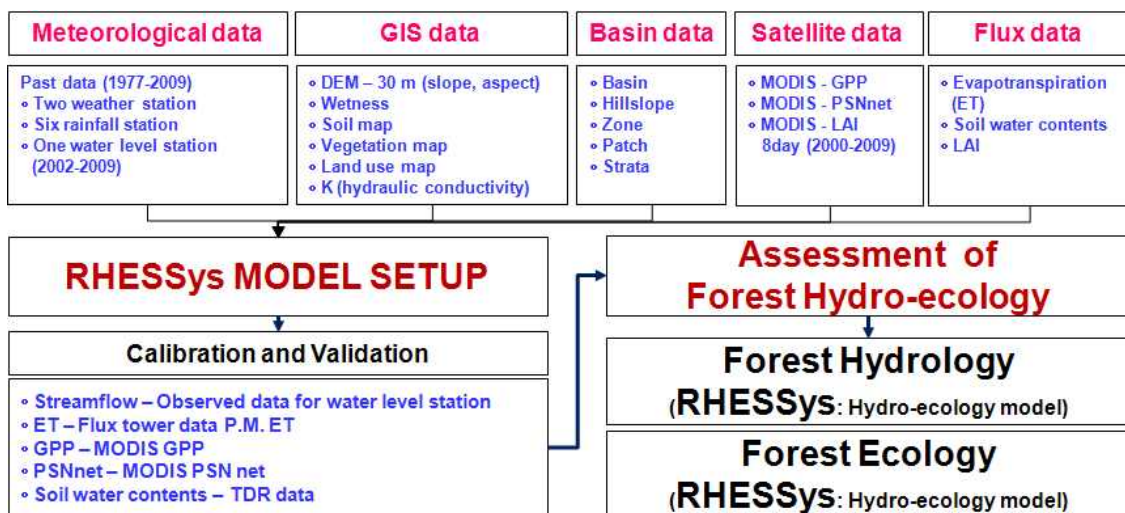 Meteorological data
Past data (1977-2009)
∘ Two weather station
∘ Six rainfall station
∘ One water level station
(2002-2009)
GIS data
∘ DEM – 30 m (slope, aspect)
∘ Wetness
∘ Soil map
∘ Vegetation map
∘ Land use map
∘ K (hydraulic conductivity)
Basin data
∘ Basin
∘ Hillslope
∘ Zone
∘ Patch
∘ Strata
Satellite data
∘ MODIS - GPP
∘ MODIS - PSNnet
∘ MODIS - LAI
8day (2000-2009)
Flux data
∘ Evapotranspiration
(ET)
∘ Soil water contents
∘ LAI
RHESSys MODEL SETUP
Calibration and Validation
∘ Streamflow – Observed data for water level station
∘ ET – Flux tower data P.M. ET
∘ GPP – MODIS GPP
∘ PSNnet – MODIS PSN net
∘ Soil water contents – TDR data
Assessment of
Forest Hydro-ecology
Forest Hydrology
(RHESSys: Hydro-ecology model)
Forest Ecology
(RHESSys: Hydro-ecology model)